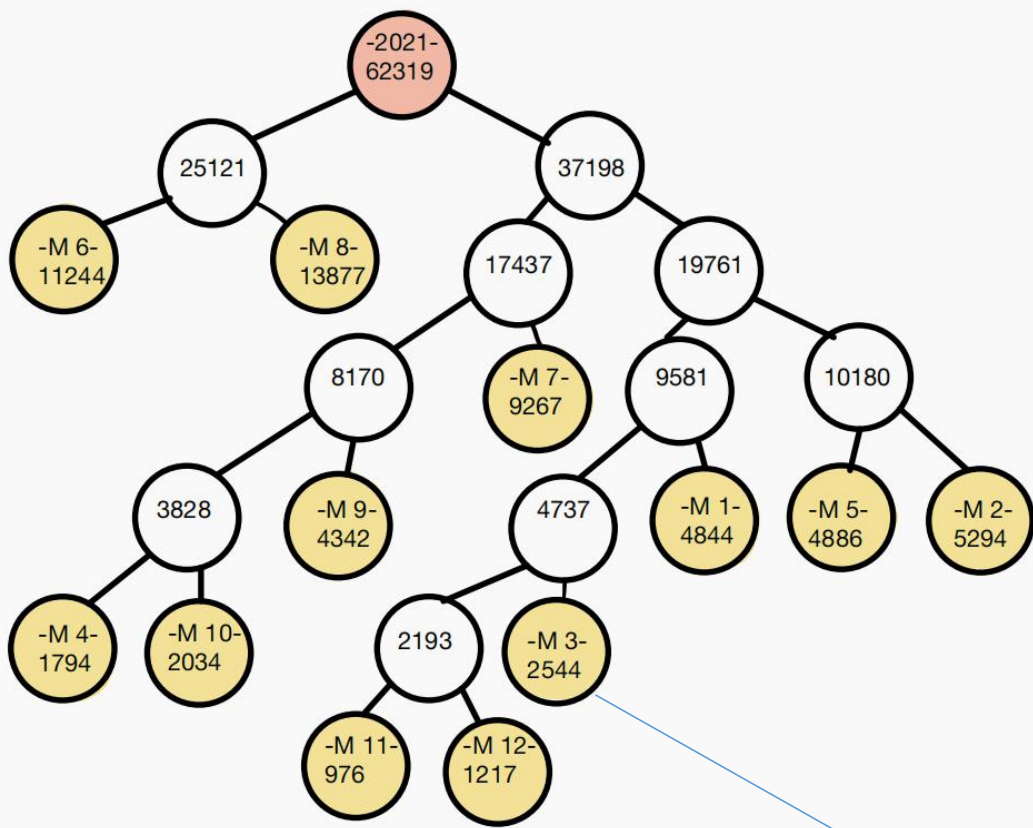 -2021-
62319
25121
37198
-M 6-
11244
-M 8-
13877
17437
19761
8170
-M 7-
9267
9581
10180
3828
-M 9-
4342
4737
-M 1-
4844
-M 5-
4886
-M 2-
5294
-M 4-
1794
-M 10-
2034
2193
-M 3-
2544
-M 11-
976
-M 12-
1217